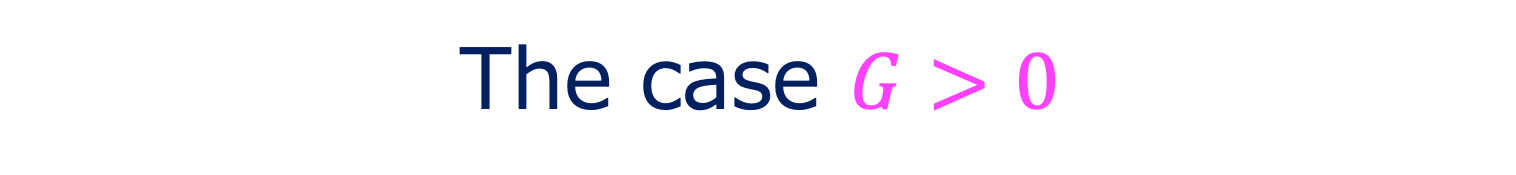 The case 𝐺 > 0